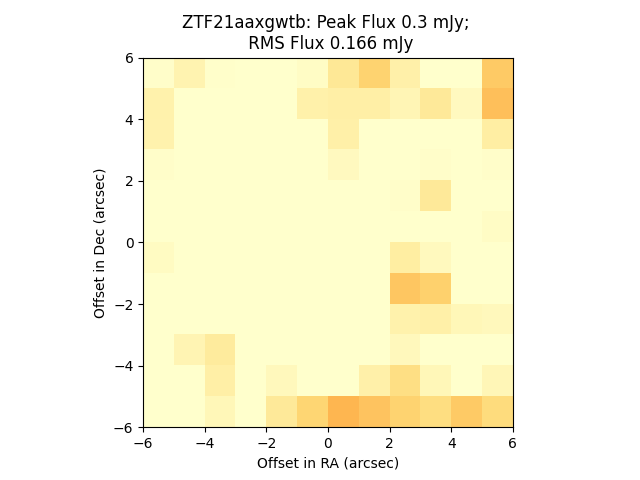 ZTF21aaxgwtb: Peak Flux 0.3 mJy;
RMS Flux 0.166 mJy
6
4
2
0
−2
−4
−6
Offset in Dec (arcsec)
−6 −4 −2 0 2 4 6
Offset in RA (arcsec)